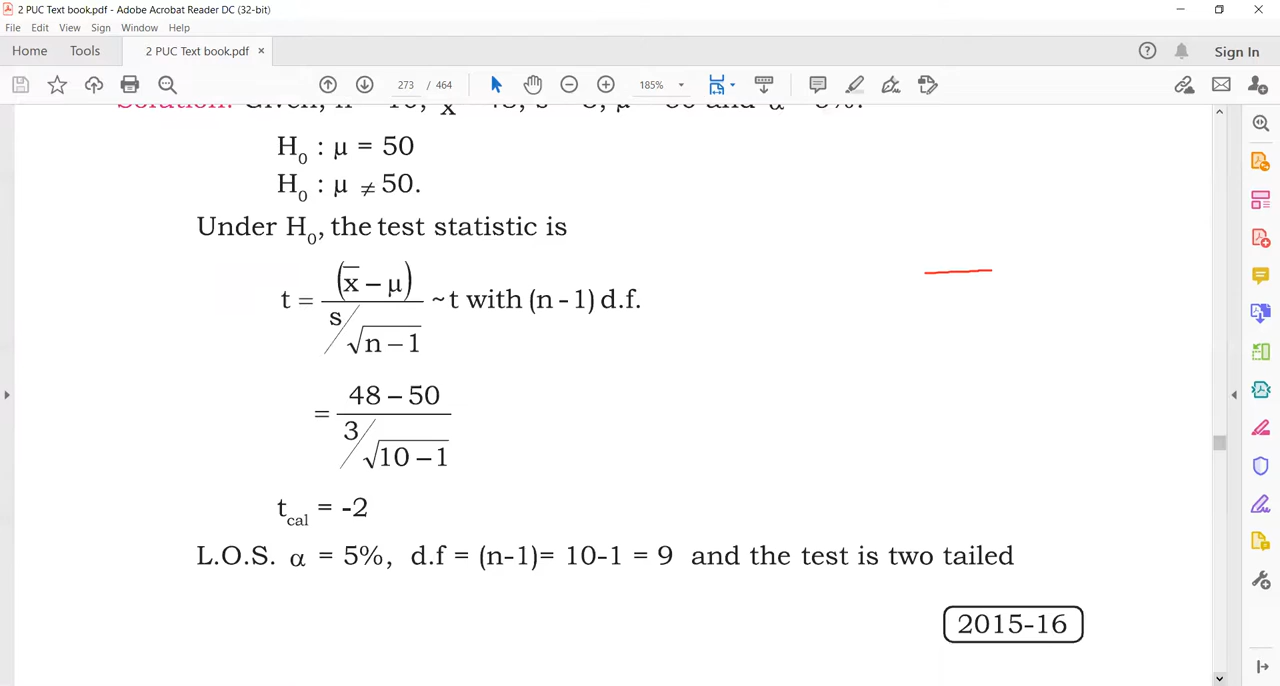 2 PUC Text book.pdf - Adobe Acrobat Reader DC (32-bit)
File Edit View Sign Window Help
Home Tools 2 PUC Text book.pdf × Sign In
273 / 464 185%
H₀ : μ = 50
H₀ : μ ≠ 50.
Under H₀, the test statistic is
t = (x̄ − μ) / (s/√(n − 1)) ~ t with (n - 1) d.f.
= (48 − 50) / (3/√(10 − 1))
t_cal = -2
L.O.S. α = 5%, d.f = (n-1)= 10-1 = 9 and the test is two tailed
2015-16